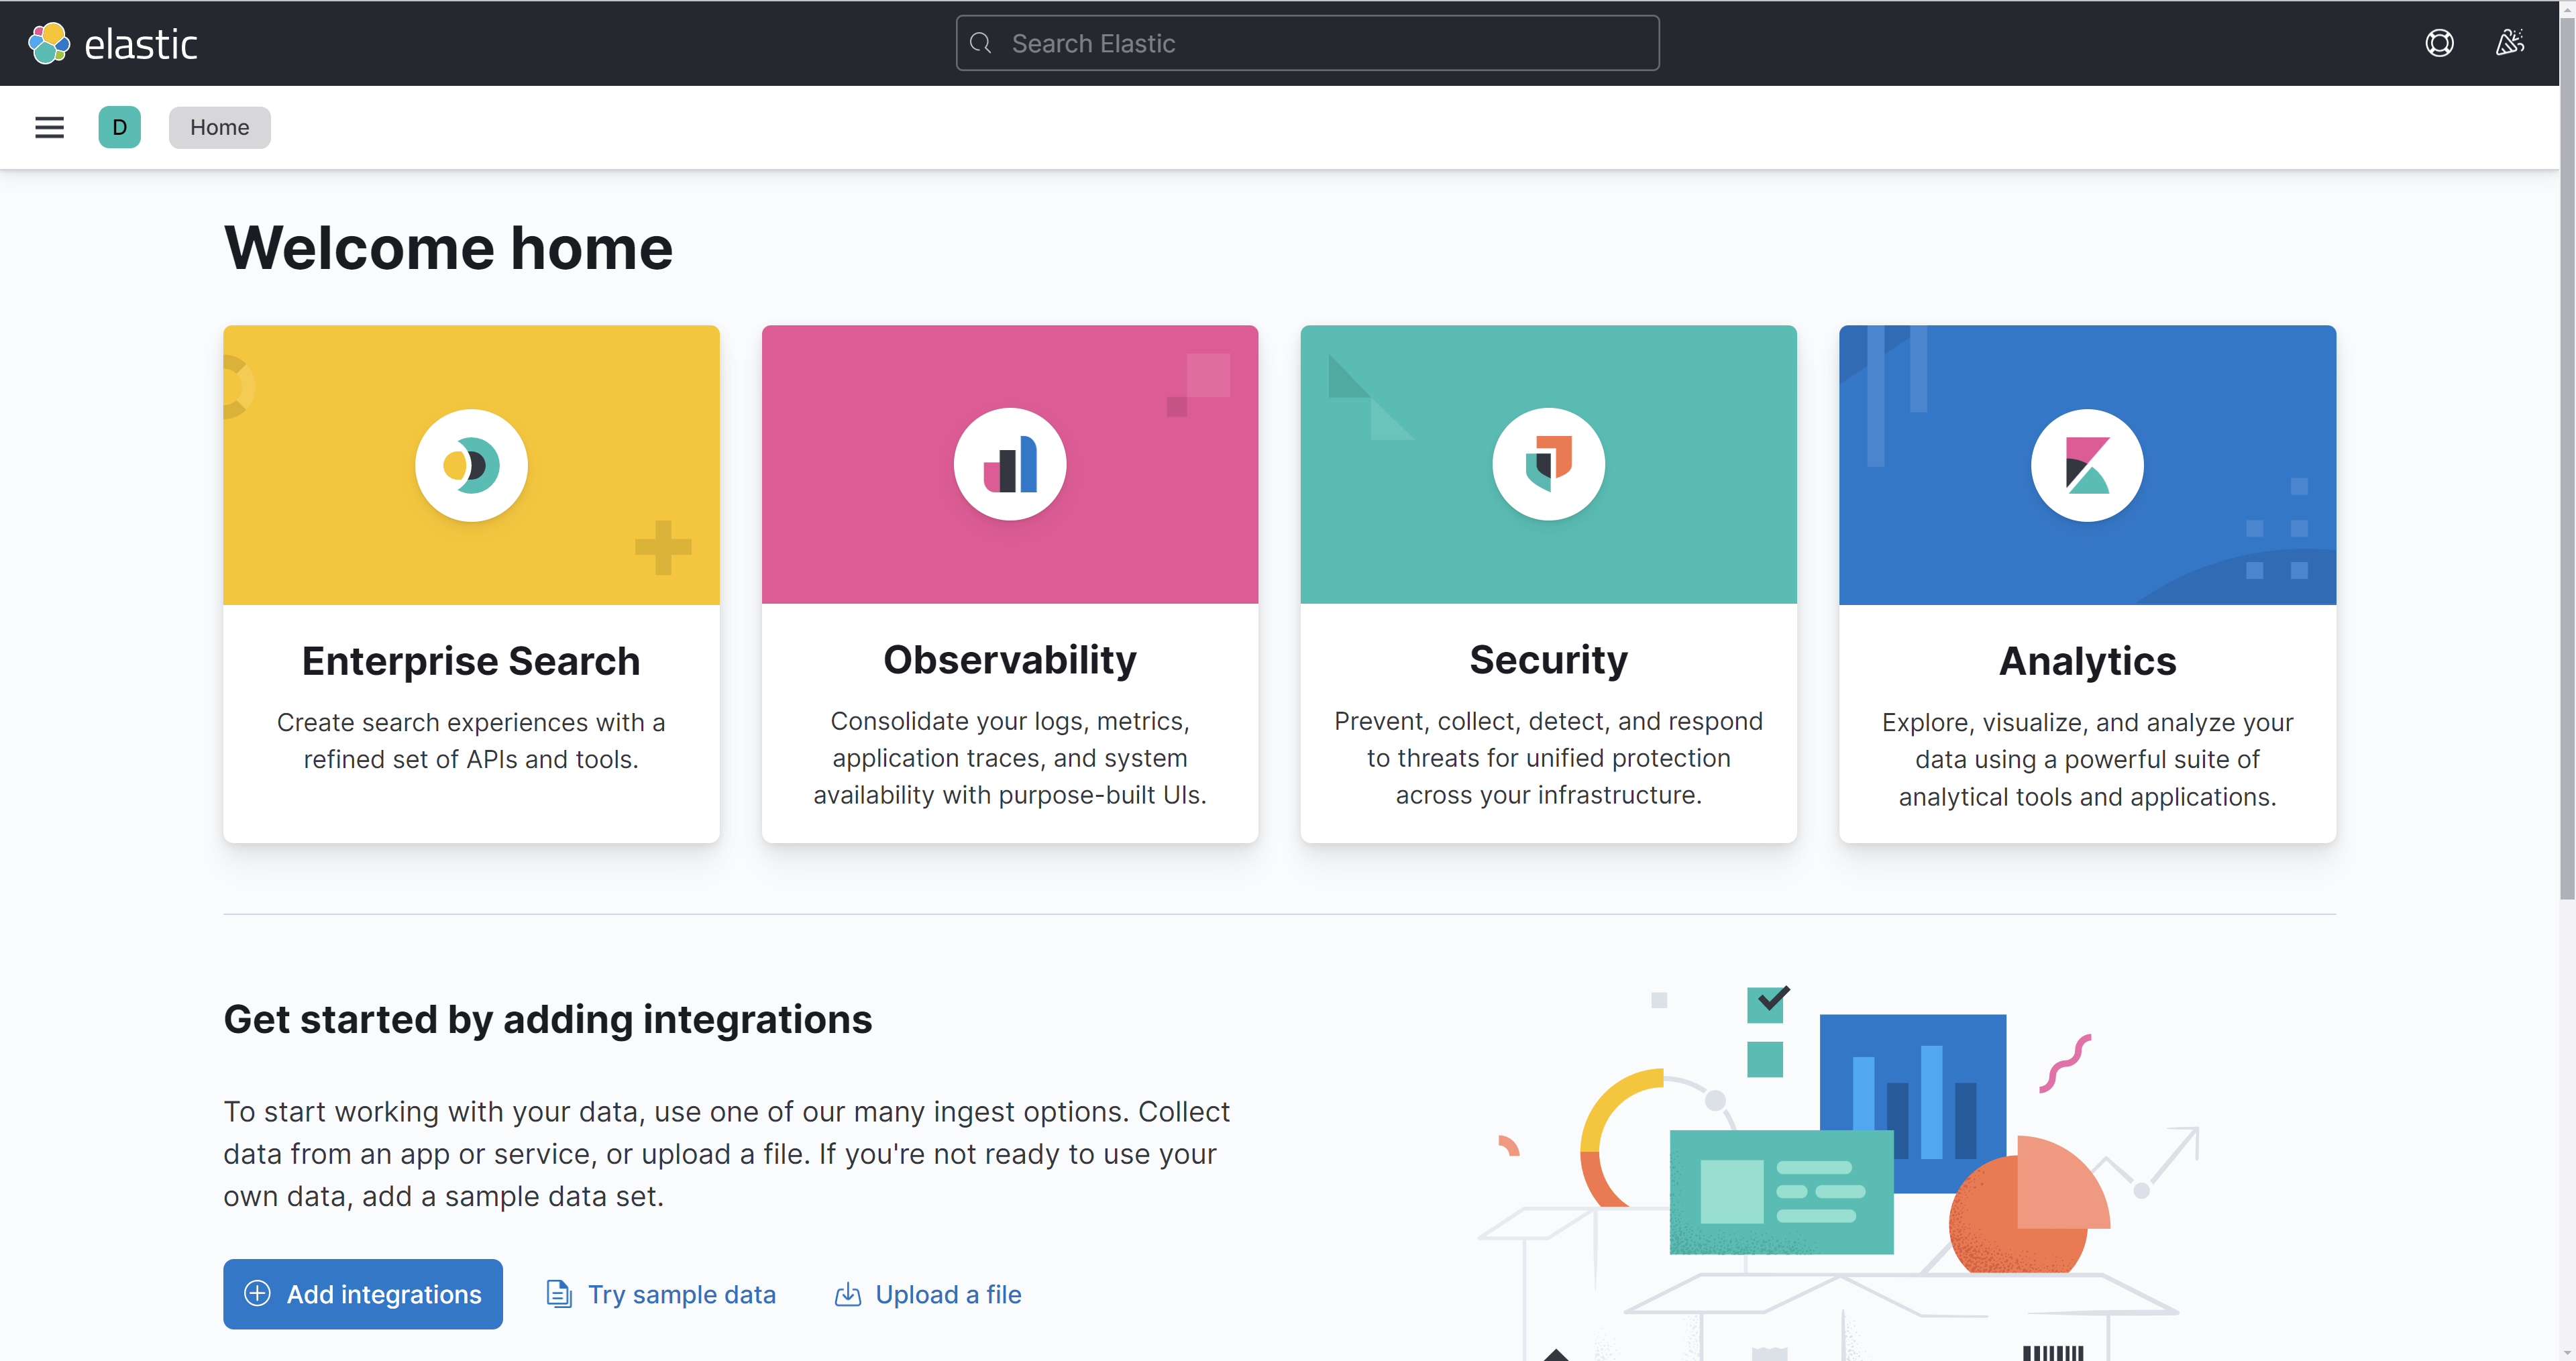 elastic
Search Elastic
D
Home
Welcome home
Enterprise Search
Create search experiences with a
refined set of APIs and tools.
Observability
Consolidate your logs, metrics,
application traces, and system
availability with purpose-built UIs.
Security
Prevent, collect, detect, and respond
to threats for unified protection
across your infrastructure.
Analytics
Explore, visualize, and analyze your
data using a powerful suite of
analytical tools and applications.
Get started by adding integrations
To start working with your data, use one of our many ingest options. Collect
data from an app or service, or upload a file. If you're not ready to use your
own data, add a sample data set.
Add integrations
Try sample data
Upload a file